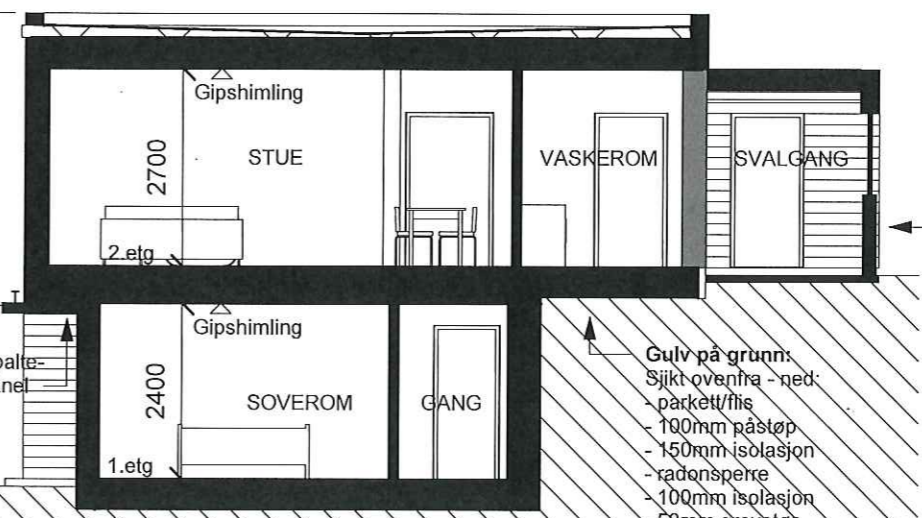 Gipshimling
2700
STUE
VASKEROM
SVALGANG
2.etg
Gipshimling
2400
SOVEROM
GANG
1.etg
Gulv på grunn:
Sjikt ovenfra - ned:
- parkett/flis
- 100mm påstøp
- 150mm isolasjon
- radonsperre
- 100mm isolasjon